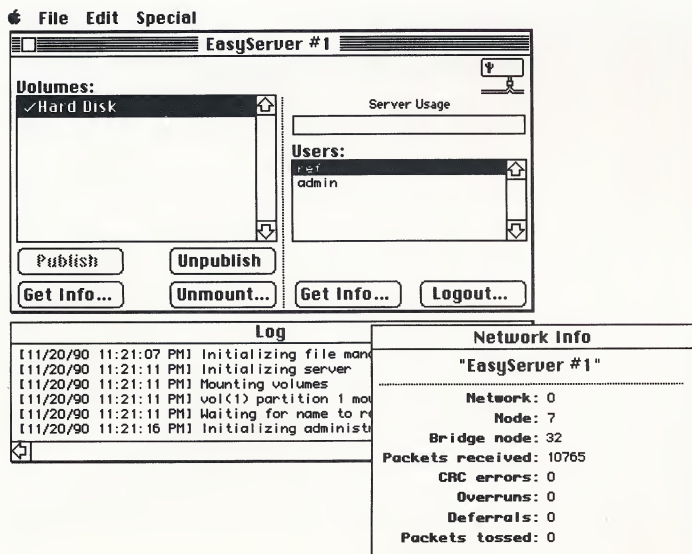 File Edit Special
EasyServer #1
Volumes:
✓Hard Disk
Server Usage
Users:
ref
admin
Publish
Unpublish
Get Info...
Unmount...
Get Info...
Logout...
Log
[11/20/90 11:21:07 PM] Initializing file
[11/20/90 11:21:11 PM] Initializing server
[11/20/90 11:21:11 PM] Mounting volumes
[11/20/90 11:21:11 PM] vol(1) partition 1
[11/20/90 11:21:11 PM] Waiting for name to
[11/20/90 11:21:16 PM] Initializing
Network Info
"EasyServer #1"
Network: 0
Node: 7
Bridge node: 32
Packets received: 10765
CRC errors: 0
Overruns: 0
Deferrals: 0
Packets tossed: 0